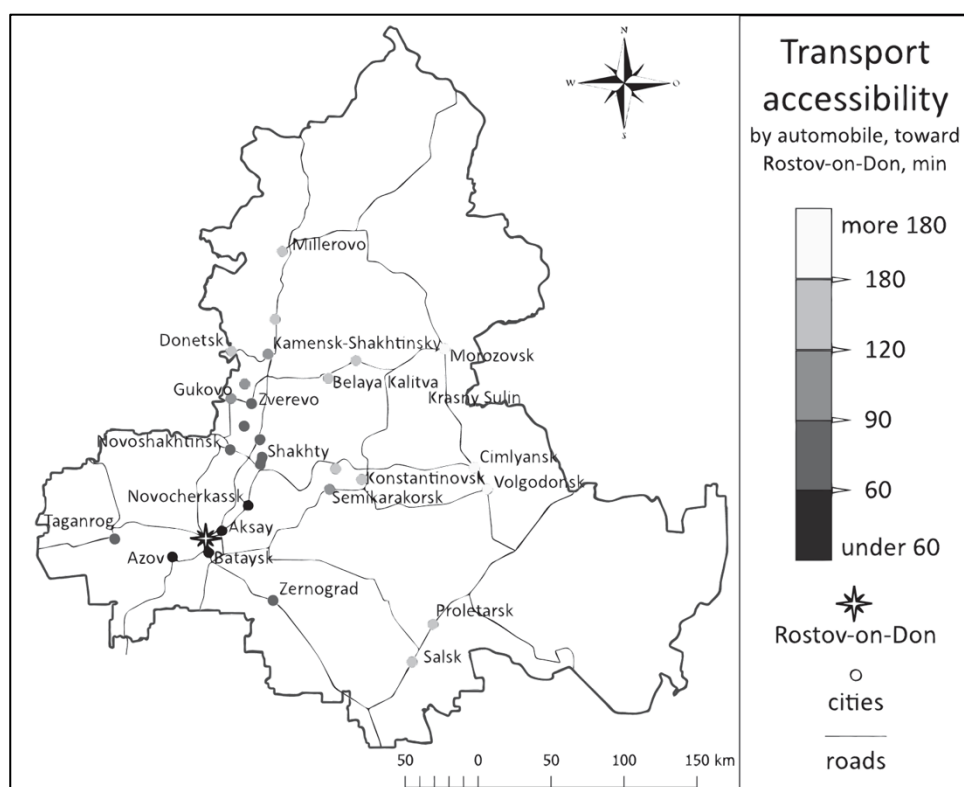 N
W
O
S
Millerovo
Donetsk
Kamensk-Shakhtinsky
Morozovsk
Belaya Kalitva
Gukovo
Zverevo
Krasny Sulin
Novoshakhtinsk
Shakhty
Cimlyansk
Konstantinovsk
Volgodonsk
Semikarakorsk
Novocherkassk
Taganrog
Aksay
Azov
Bataysk
Zernograd
Proletarsk
Salsk
50 0 50 100 150 km
Transport
accessibility
by automobile, toward
Rostov-on-Don, min
more 180
180
120
90
60
under 60
Rostov-on-Don
cities
roads